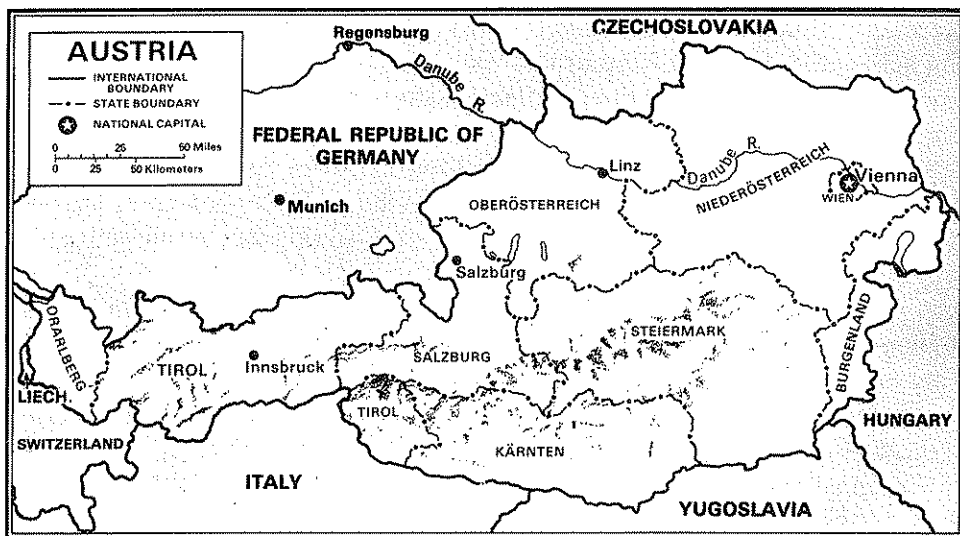 AUSTRIA
INTERNATIONAL
BOUNDARY
STATE BOUNDARY
NATIONAL CAPITAL
0 25 50 Miles
0 25 50 Kilometers
CZECHOSLOVAKIA
Regensburg
Danube R.
FEDERAL REPUBLIC OF
GERMANY
Munich
Linz
Danube R.
Vienna
WIEN
NIEDERÖSTERREICH
OBERÖSTERREICH
Salzburg
ORARLBERG
STEIERMARK
BURGENLAND
SALZBURG
TIROL
Innsbruck
LIECH.
TIROL
HUNGARY
SWITZERLAND
KÄRNTEN
ITALY
YUGOSLAVIA